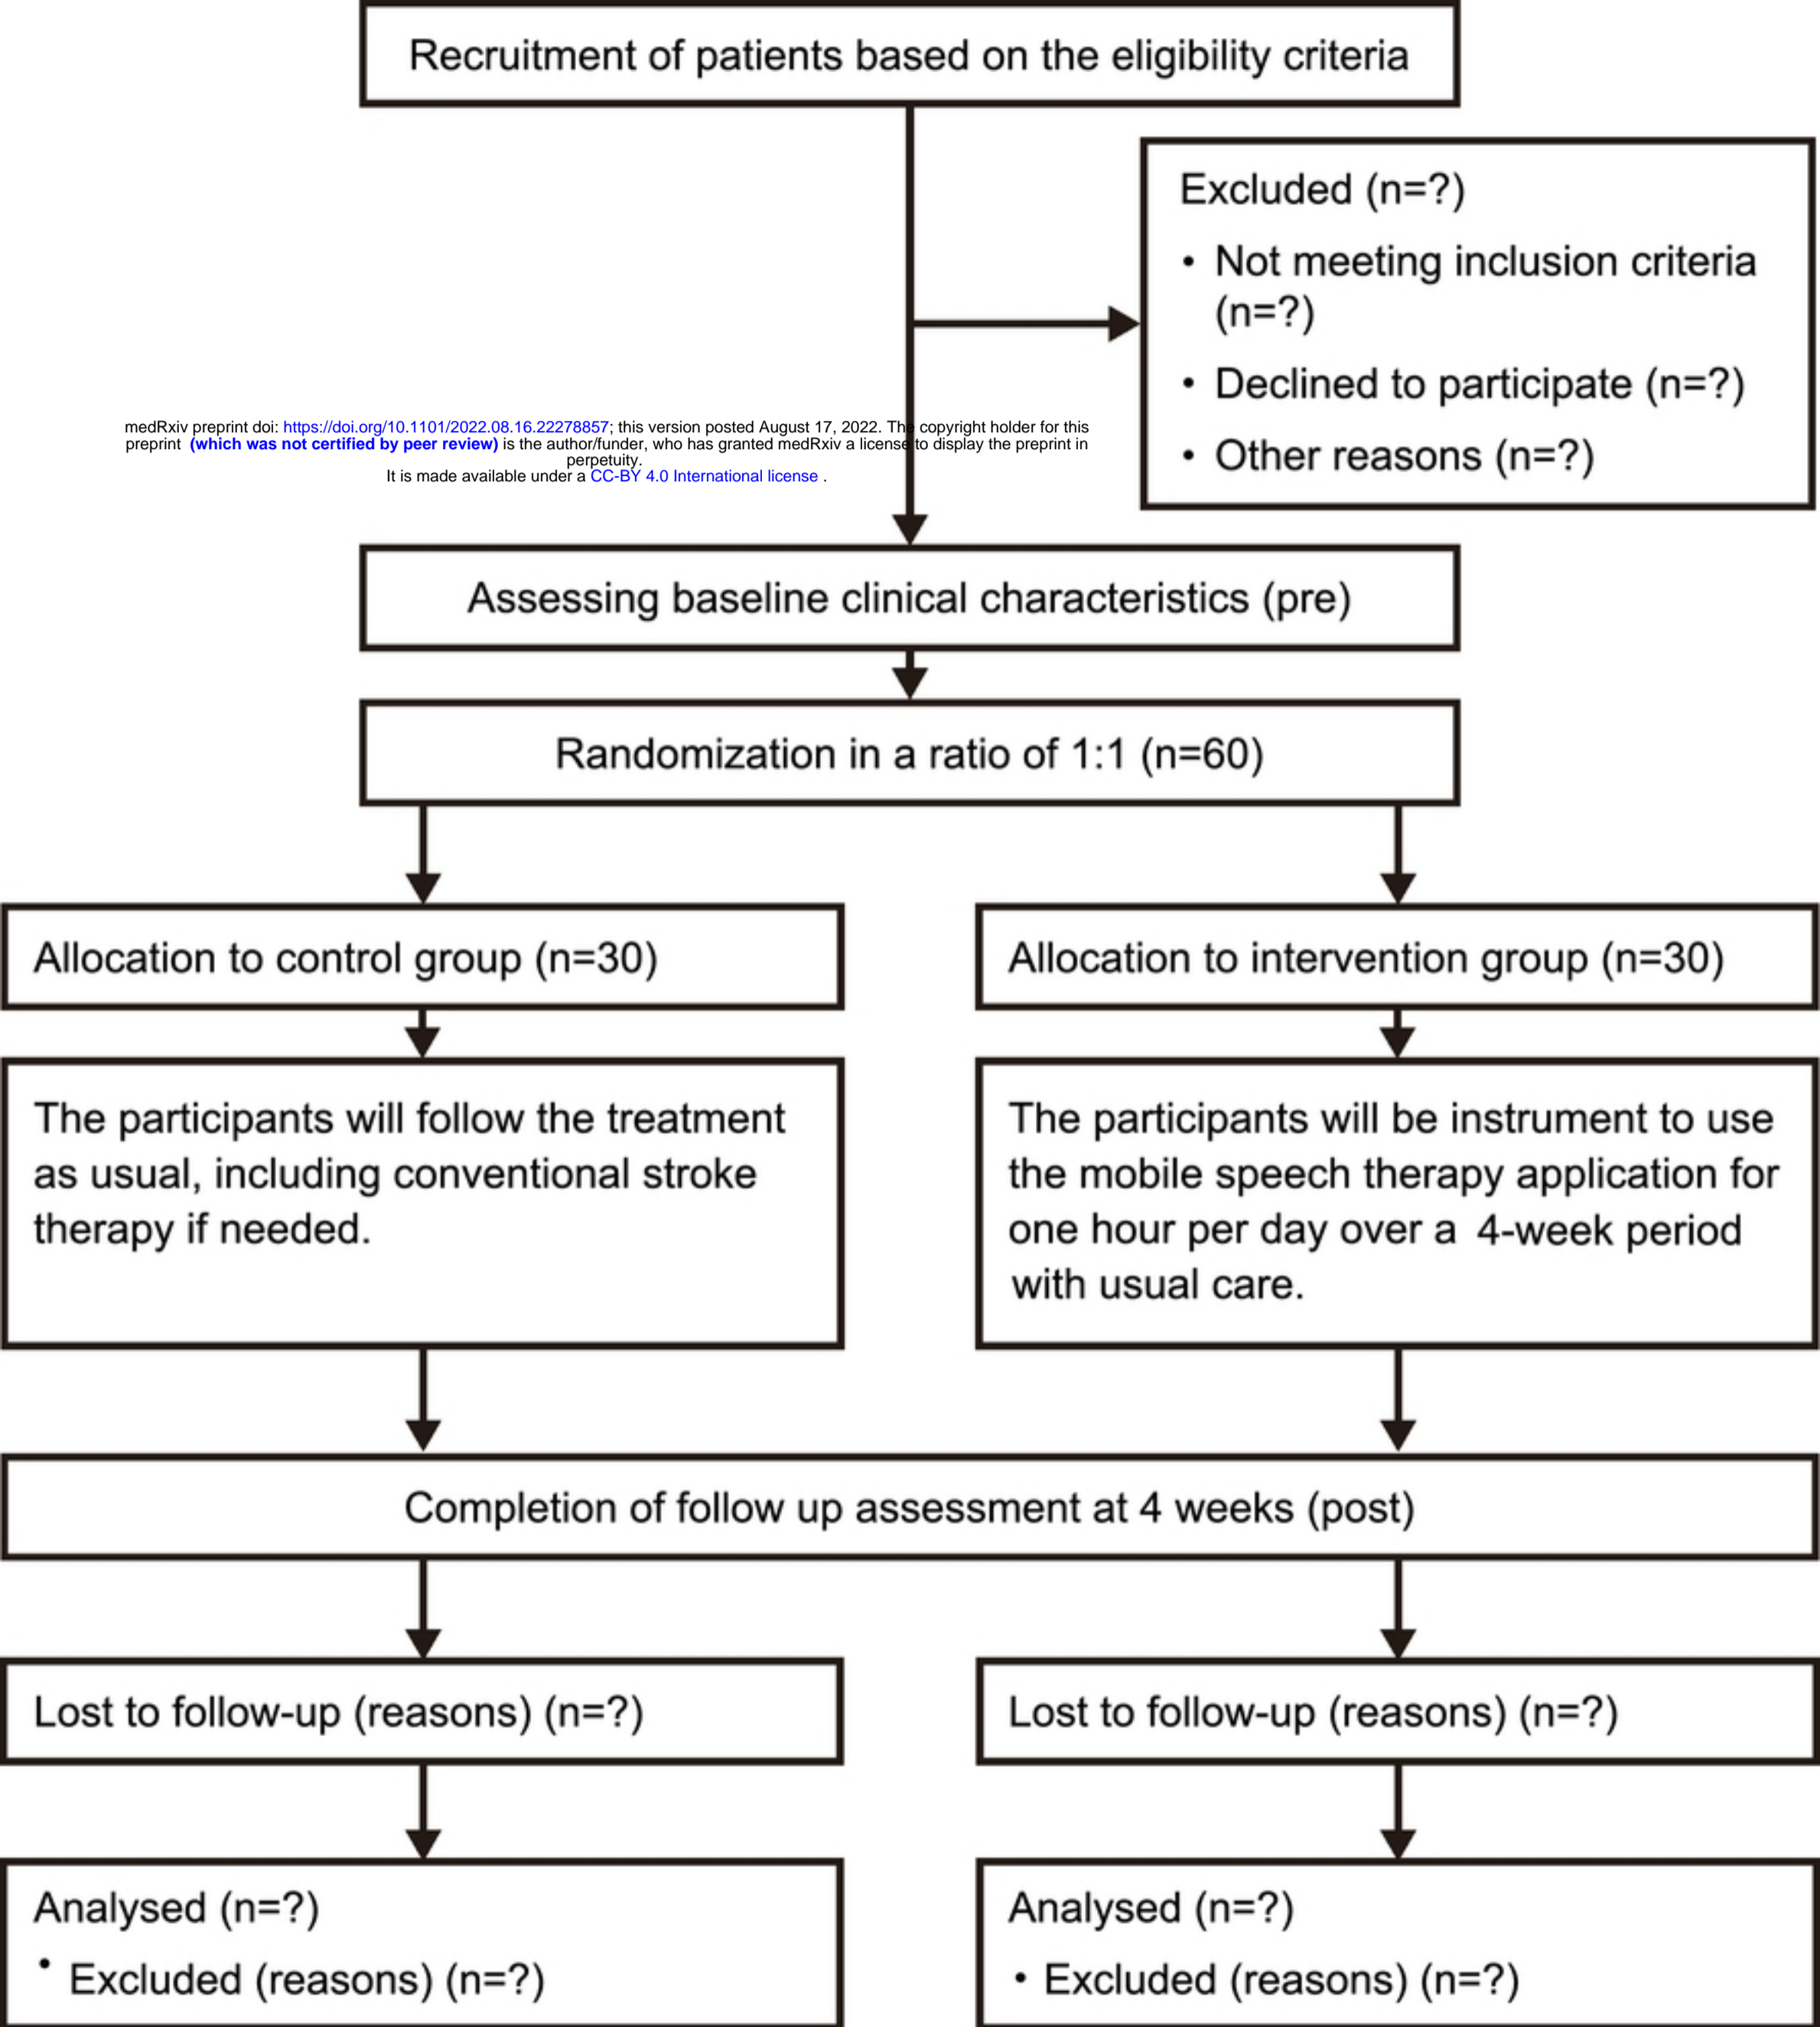 Recruitment of patients based on the eligibility criteria
Excluded (n=?)
• Not meeting inclusion criteria
(n=?)
• Declined to participate (n=?)
• Other reasons (n=?)
medRxiv preprint doi: https://doi.org/10.1101/2022.08.16.22278857; this version posted August 17, 2022. The copyright holder for this
preprint (which was not certified by peer review) is the author/funder, who has granted medRxiv a license to display the preprint in
perpetuity.
It is made available under a CC-BY 4.0 International license .
Assessing baseline clinical characteristics (pre)
Randomization in a ratio of 1:1 (n=60)
Allocation to control group (n=30)
Allocation to intervention group (n=30)
The participants will follow the treatment
as usual, including conventional stroke
therapy if needed.
The participants will be instrument to use
the mobile speech therapy application for
one hour per day over a 4-week period
with usual care.
Completion of follow up assessment at 4 weeks (post)
Lost to follow-up (reasons) (n=?)
Lost to follow-up (reasons) (n=?)
Analysed (n=?)
• Excluded (reasons) (n=?)
Analysed (n=?)
• Excluded (reasons) (n=?)